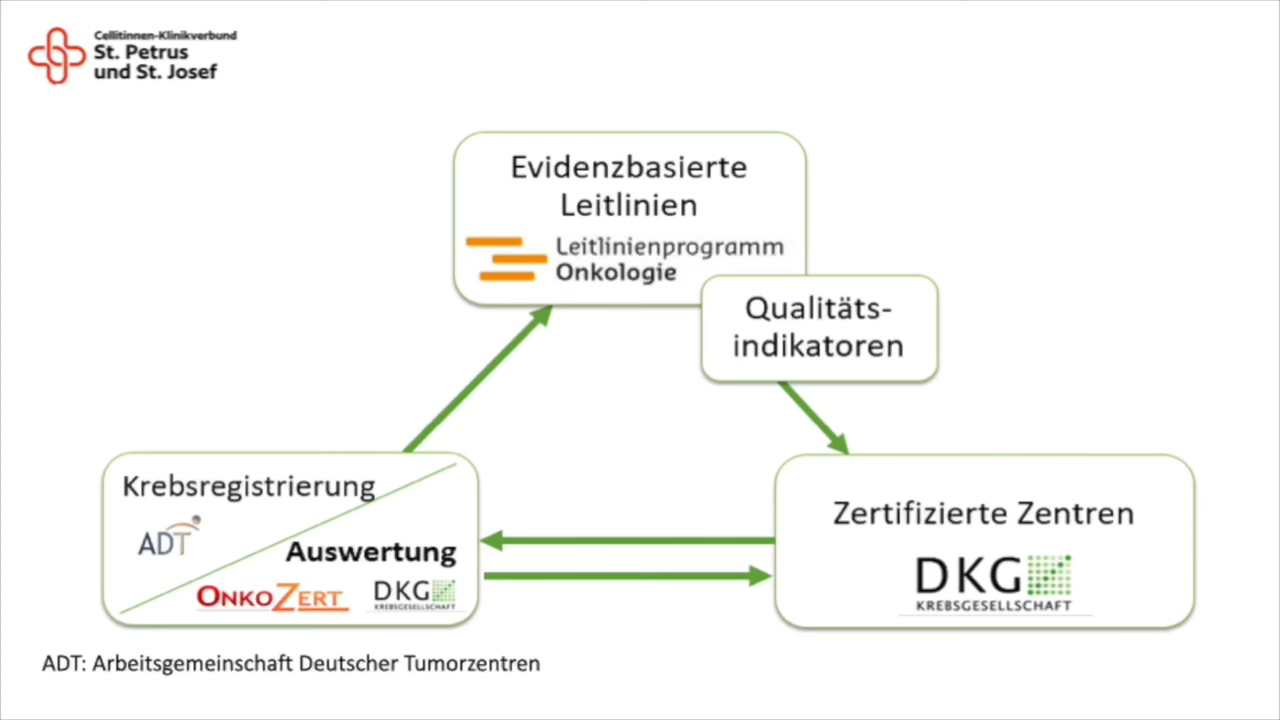 Cellitinnen-Klinikverbund
St. Petrus
und St. Josef
Evidenzbasierte
Leitlinien
Leitlinienprogramm
Onkologie
Qualitäts-
indikatoren
Krebsregistrierung
ADT
Auswertung
ONKOZERT
DKG
KREBSGESELLSCHAFT
Zertifizierte Zentren
DKG
KREBSGESELLSCHAFT
ADT: Arbeitsgemeinschaft Deutscher Tumorzentren